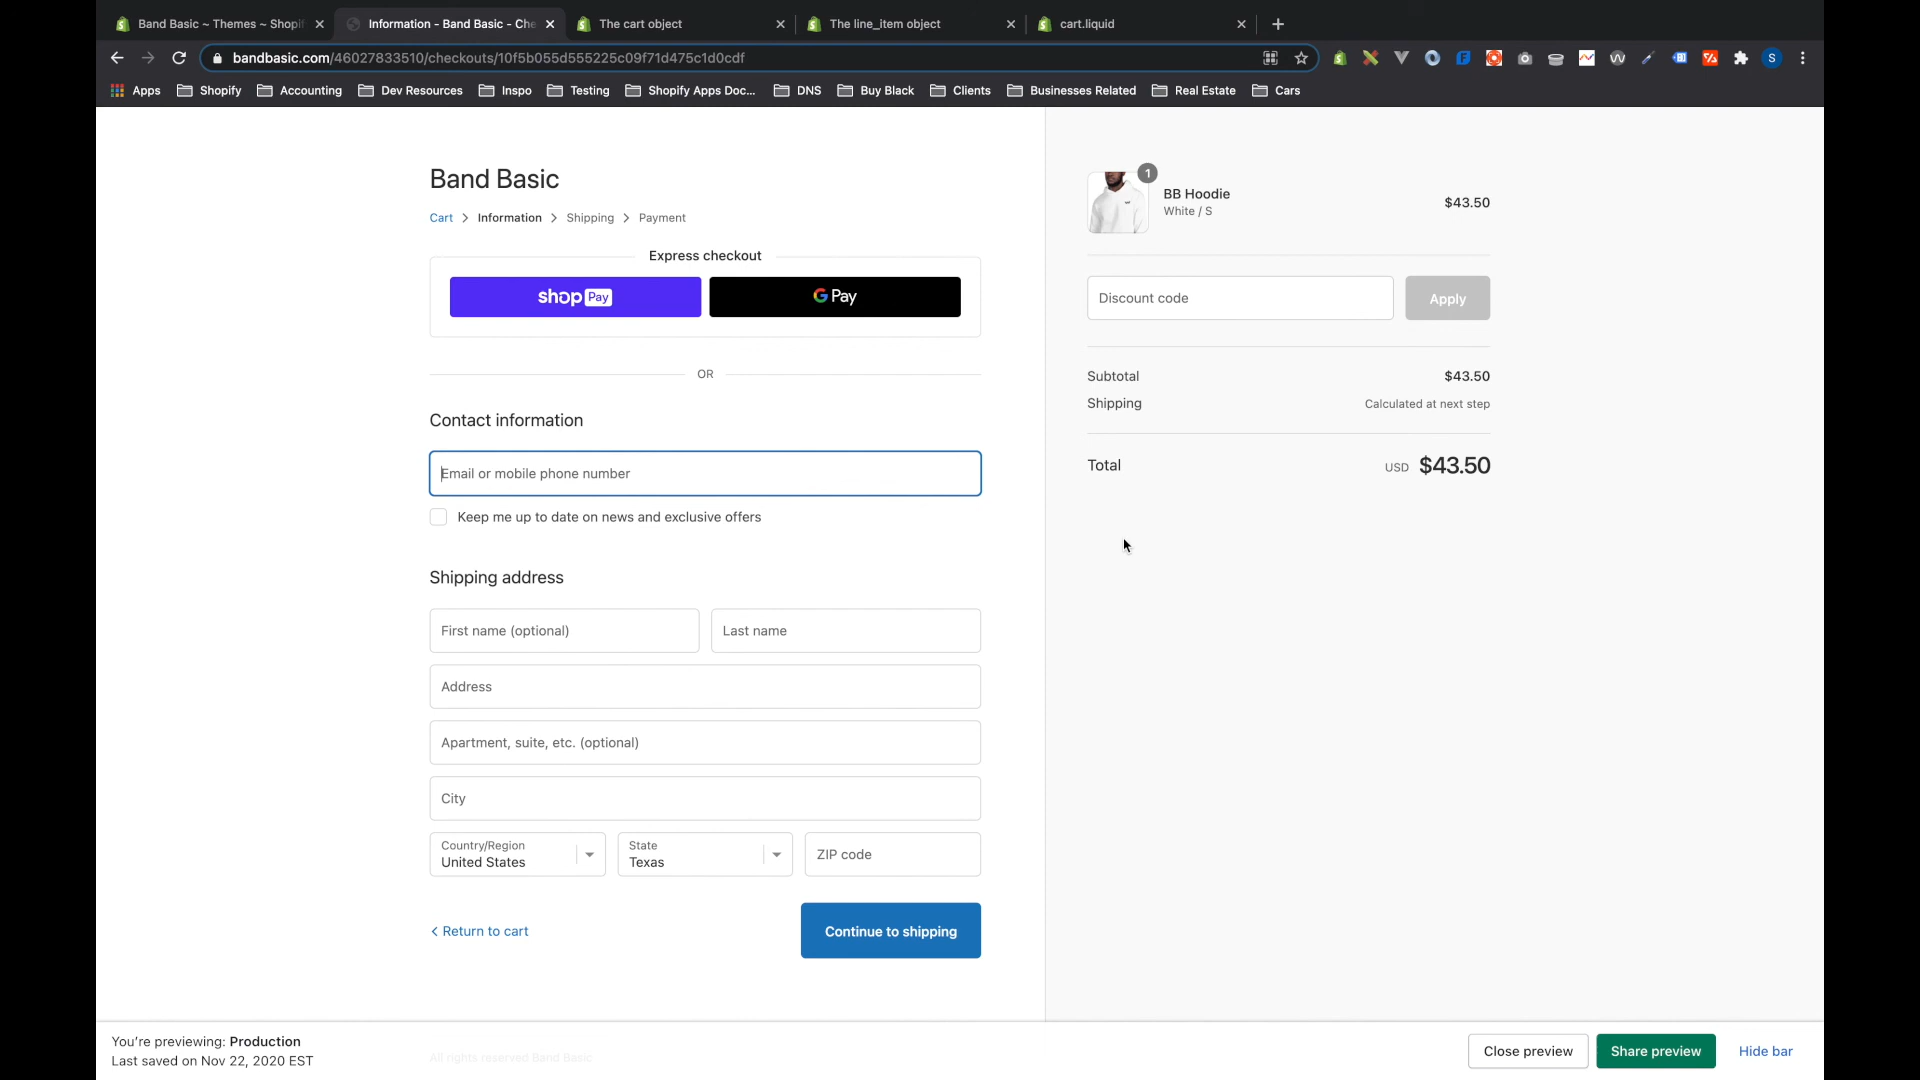 Band Basic ~ Themes ~ Shopif
Information - Band Basic - Che
The cart object
The line_item object
cart.liquid
bandbasic.com/46027833510/checkouts/10f5b055d555225c09f71d475c1d0cdf
S
Apps
Shopify
Accounting
Dev Resources
Inspo
Testing
Shopify Apps Doc...
DNS
Buy Black
Clients
Businesses Related
Real Estate
Cars
Band Basic
Cart > Information > Shipping > Payment
Express checkout
shop Pay
G Pay
OR
Contact information
Email or mobile phone number
Keep me up to date on news and exclusive offers
Shipping address
First name (optional)
Last name
Address
Apartment, suite, etc. (optional)
City
Country/Region
United States
State
Texas
ZIP code
< Return to cart
Continue to shipping
1
BB Hoodie
White / S
$43.50
Discount code
Apply
Subtotal
$43.50
Shipping
Calculated at next step
Total
USD $43.50
You're previewing: Production
Last saved on Nov 22, 2020 EST
All rights reserved Band Basic
Close preview
Share preview
Hide bar